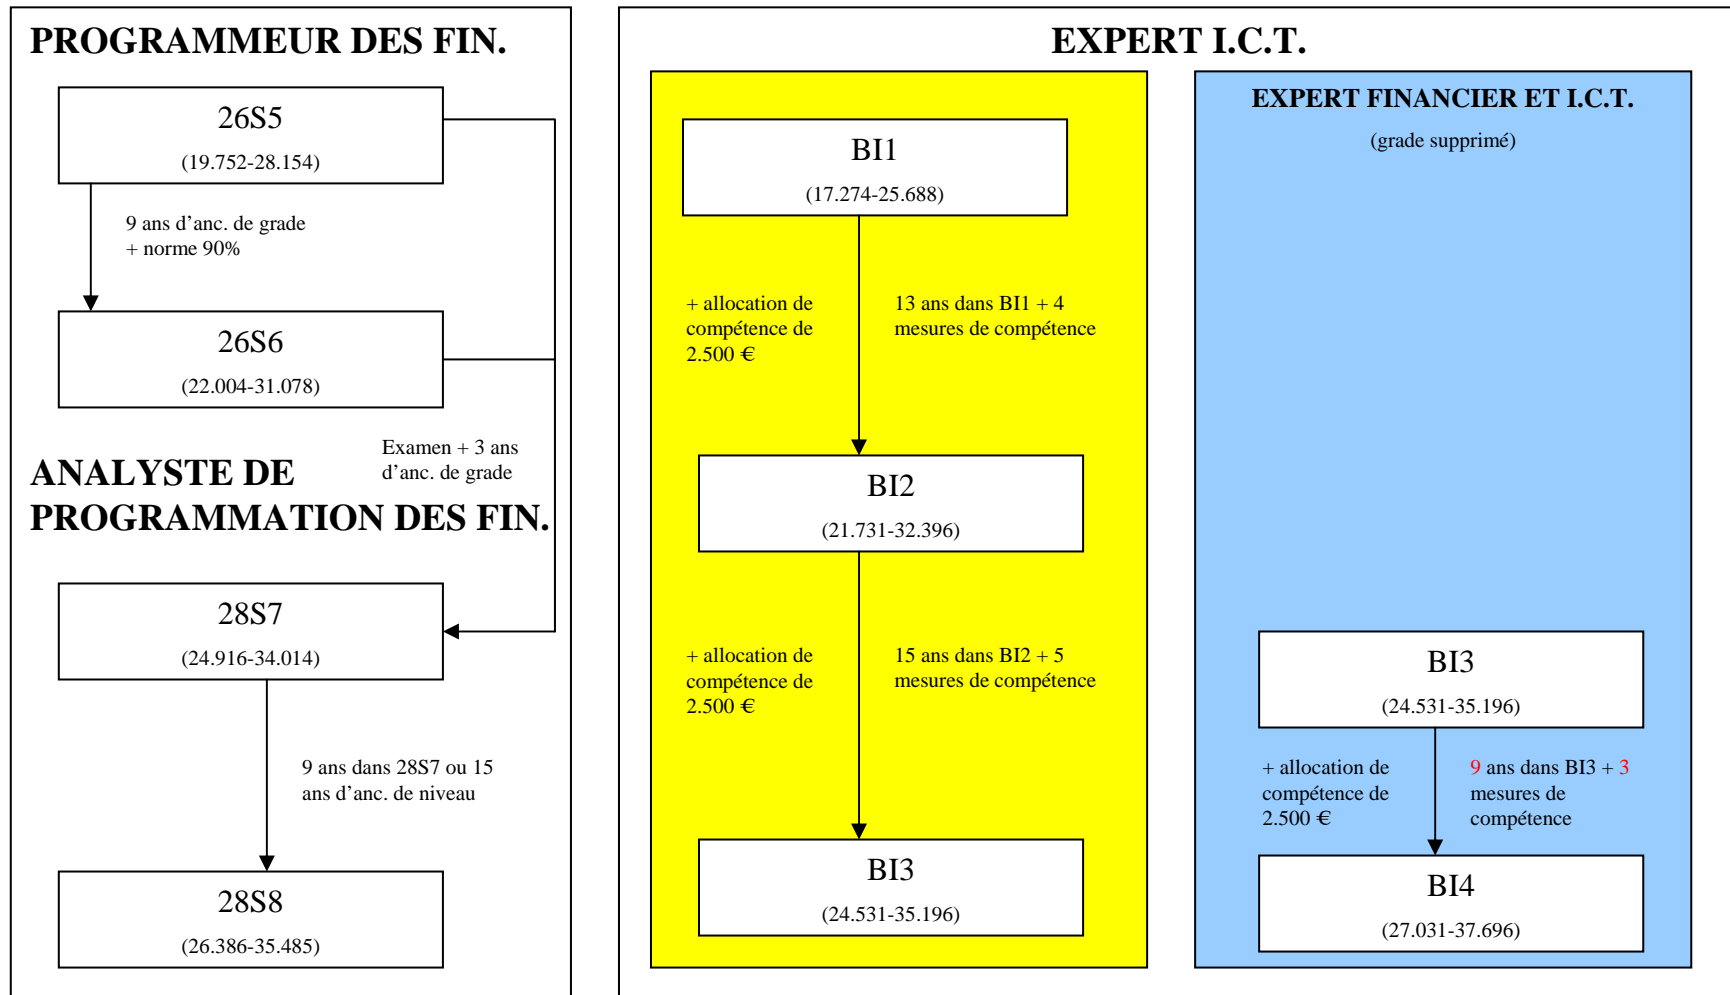 PROGRAMMEUR DES FIN.
26S5
(19.752-28.154)
9 ans d’anc. de grade
+ norme 90%
26S6
(22.004-31.078)
Examen + 3 ans
d’anc. de grade
ANALYSTE DE
PROGRAMMATION DES FIN.
28S7
(24.916-34.014)
9 ans dans 28S7 ou 15
ans d’anc. de niveau
28S8
(26.386-35.485)
EXPERT I.C.T.
BI1
(17.274-25.688)
+ allocation de
compétence de
2.500 €
13 ans dans BI1 + 4
mesures de compétence
BI2
(21.731-32.396)
+ allocation de
compétence de
2.500 €
15 ans dans BI2 + 5
mesures de compétence
BI3
(24.531-35.196)
EXPERT FINANCIER ET I.C.T.
(grade supprimé)
BI3
(24.531-35.196)
+ allocation de
compétence de
2.500 €
9 ans dans BI3 + 3
mesures de
compétence
BI4
(27.031-37.696)